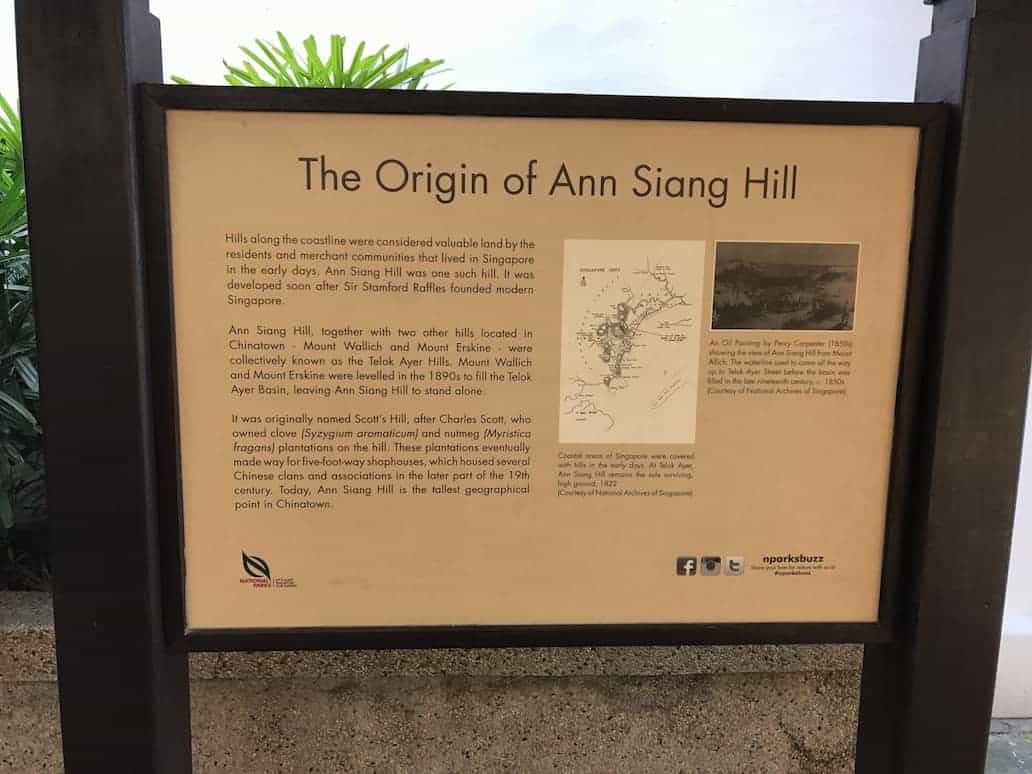 The Origin of Ann Siang Hill
Hills along the coastline were considered valuable land by the
residents and merchant communities that lived in Singapore
in the early days. Ann Siang Hill was one such hill. It was
developed soon after Sir Stamford Raffles founded modern
Singapore.
Ann Siang Hill, together with two other hills located in
Chinatown - Mount Wallich and Mount Erskine - were
collectively known as the Telok Ayer Hills. Mount Wallich
and Mount Erskine were levelled in the 1890s to fill the Telok
Ayer Basin, leaving Ann Siang Hill to stand alone.
It was originally named Scott's Hill, after Charles Scott, who
owned clove (Syzygium aromaticum) and nutmeg (Myristica
fragans) plantations on the hill. These plantations eventually
made way for five-foot-way shophouses, which housed several
Chinese clans and associations in the later part of the 19th
century. Today, Ann Siang Hill is the tallest geographical
point in Chinatown.
Coastal areas of Singapore were covered
with hills in the early days. At Telok Ayer,
Ann Siang Hill remains the sole surviving,
high ground, 1822
(Courtesy of National Archives of Singapore)
An Oil Painting by Percy Carpenter (1850s)
showing the view of Ann Siang Hill from Mount
Allich. The waterline used to come all the way
up to Telok Ayer Street before the basin was
filled in the late nineteenth century, c. 1850s
(Courtesy of National Archives of Singapore)
NATIONAL
PARKS
nparksbuzz
#nparksbuzz